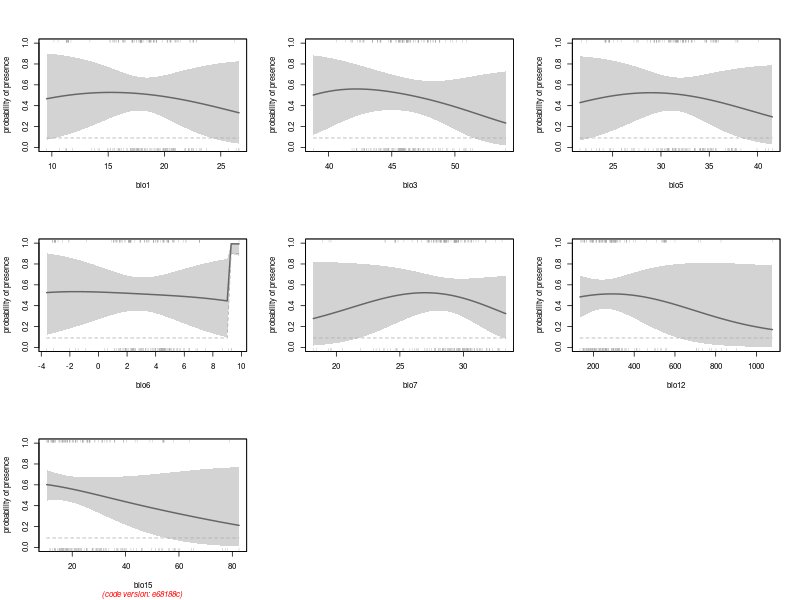 probability of presence
0.0 0.2 0.4 0.6 0.8 1.0
10 15 20 25
bio1
probability of presence
0.0 0.2 0.4 0.6 0.8 1.0
40 45 50
bio3
probability of presence
0.0 0.2 0.4 0.6 0.8 1.0
25 30 35 40
bio5
probability of presence
0.0 0.2 0.4 0.6 0.8 1.0
-4 -2 0 2 4 6 8 10
bio6
probability of presence
0.0 0.2 0.4 0.6 0.8 1.0
20 25 30
bio7
probability of presence
0.0 0.2 0.4 0.6 0.8 1.0
200 400 600 800 1000
bio12
probability of presence
0.0 0.2 0.4 0.6 0.8 1.0
20 40 60 80
bio15
(code version: e68188c)